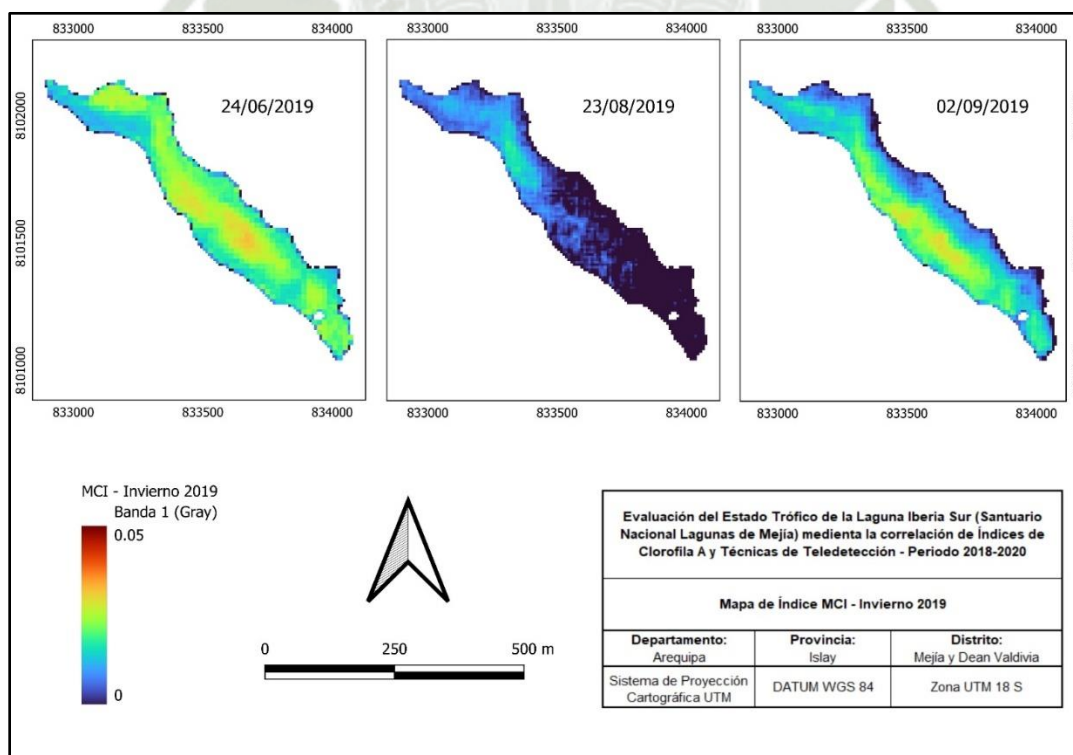 833000 833500 834000 833000 833500 834000 833000 833500 834000
24/06/2019 23/08/2019 02/09/2019
8102000
8101500
8101000
833000 833500 834000 833000 833500 834000 833000 833500 834000
MCI - Invierno 2019
Banda 1 (Gray)
0.05
0
0 250 500 m
Evaluación del Estado Trófico de la Laguna Iberia Sur (Santuario
Nacional Lagunas de Mejía) medienta la correlación de Índices de
Clorofila A y Técnicas de Teledetección - Periodo 2018-2020
Mapa de Índice MCI - Invierno 2019
Departamento: Provincia: Distrito:
Arequipa Islay Mejía y Dean Valdivia
Sistema de Proyección
Cartográfica UTM
DATUM WGS 84 Zona UTM 18 S